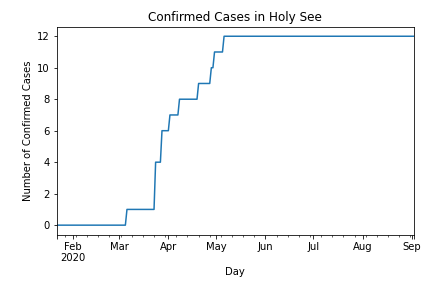 Confirmed Cases in Holy See
Number of Confirmed Cases
12
10
8
6
4
2
0
Feb Mar Apr May Jun Jul Aug Sep
2020
Day